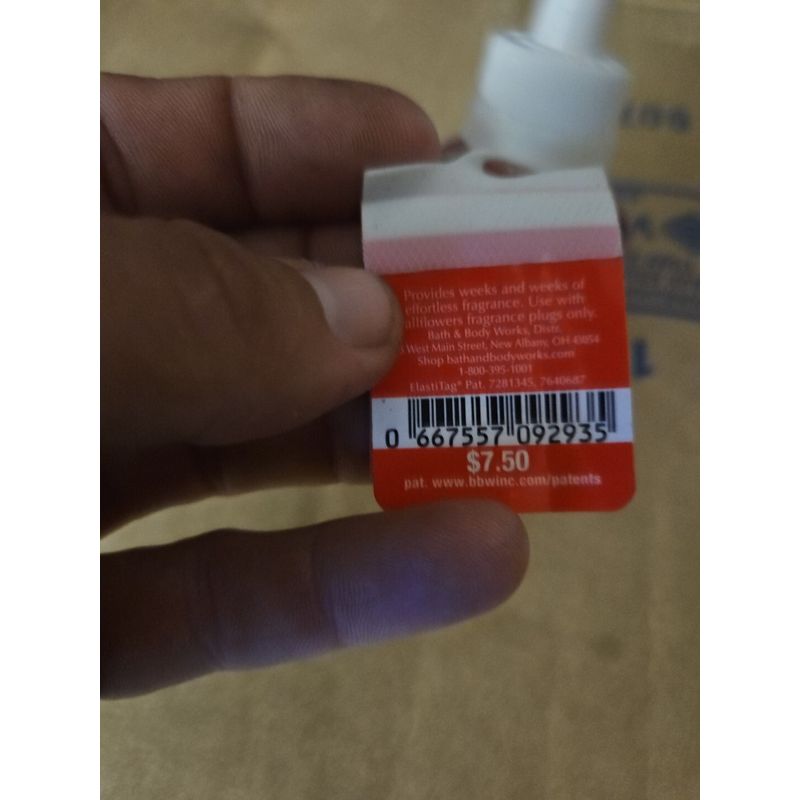 Provides weeks and weeks of
effortless fragrance. Use with
allflowers fragrance plugs only.
Bath & Body Works, Distr.
West Main Street, New Albany, OH 43054
Shop bathandbodyworks.com
1-800-395-1001
ElastiTag® Pat. 7281345, 7640687
0 667557 092935
$7.50
pat. www.bbwinc.com/patents